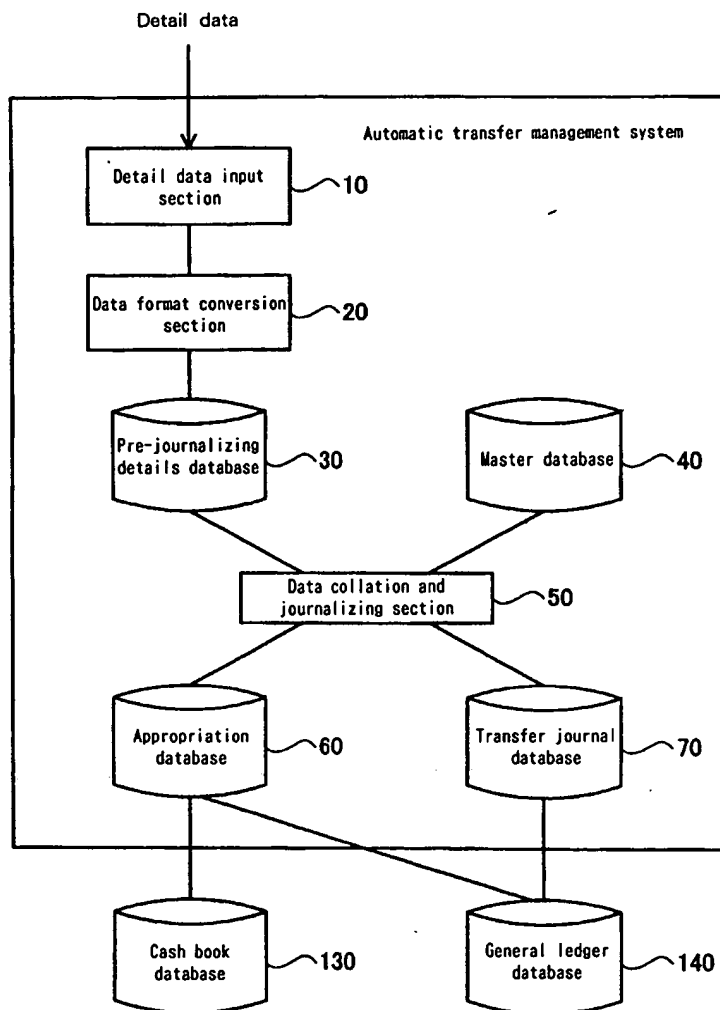 Detail data
Automatic transfer management system
Detail data input
section
10
Data format conversion
section
20
Pre-journalizing
details database
30
Master database
40
Data collation and
journalizing section
50
Appropriation
database
60
Transfer journal
database
70
Cash book
database
130
General ledger
database
140